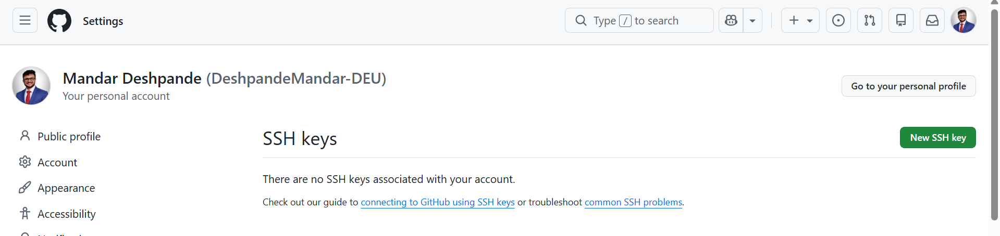 Settings
Type / to search
Mandar Deshpande (DeshpandeMandar-DEU)
Your personal account
Go to your personal profile
Public profile
Account
Appearance
Accessibility
SSH keys
New SSH key
There are no SSH keys associated with your account.
Check out our guide to connecting to GitHub using SSH keys or troubleshoot common SSH problems.